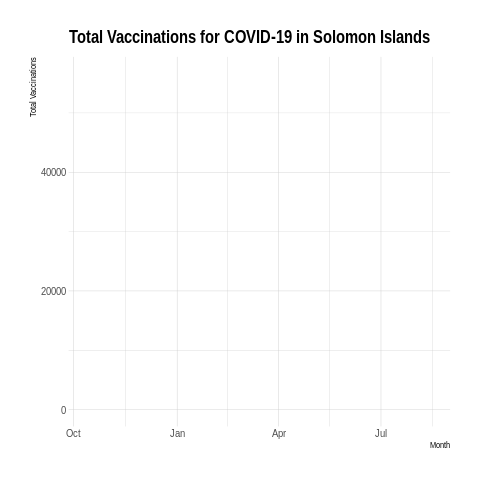 Total Vaccinations for COVID-19 in Solomon Islands
Total Vaccinations
40000
20000
0
Oct Jan Apr Jul
Month